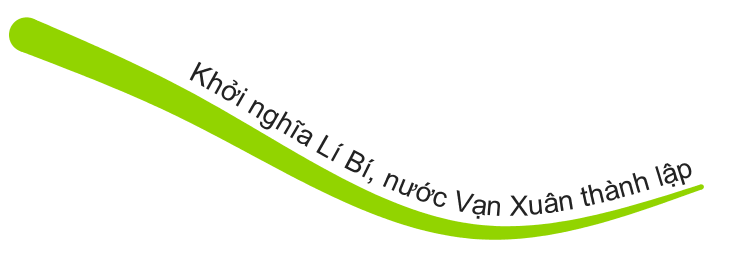 Khởi nghĩa Lí Bí, nước Vạn Xuân thành lập